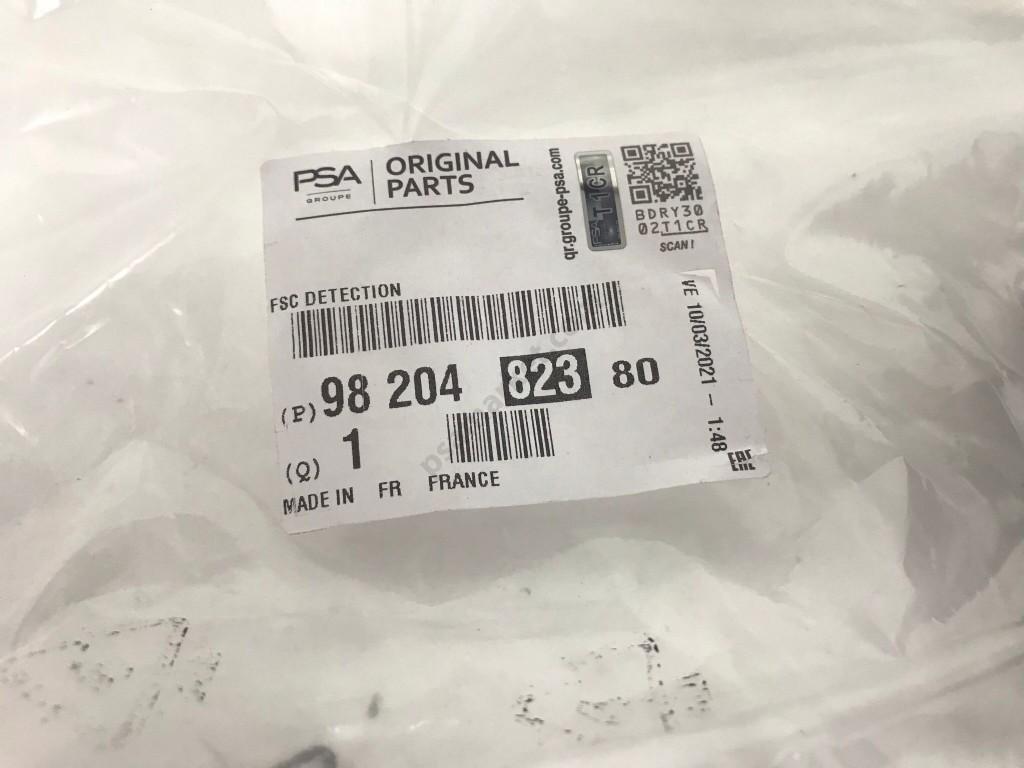 PSA
GROUPE
ORIGINAL
PARTS
qr.groupe-psa.com
PSA T1CR
BDRY30
02T1CR
SCAN!
FSC DETECTION
(P) 98 204 823 80
(Q) 1
MADE IN FR FRANCE
VE 10/03/2021 - 1:48
EAC